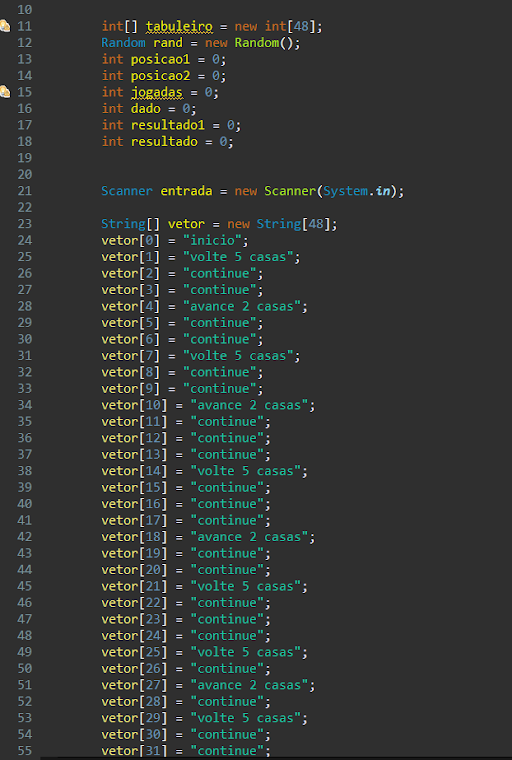 10
11 int[] tabuleiro = new int[48];
12 Random rand = new Random();
13 int posicao1 = 0;
14 int posicao2 = 0;
15 int jogadas = 0;
16 int dado = 0;
17 int resultado1 = 0;
18 int resultado = 0;
19
20
21 Scanner entrada = new Scanner(System.in);
22
23 String[] vetor = new String[48];
24 vetor[0] = "inicio";
25 vetor[1] = "volte 5 casas";
26 vetor[2] = "continue";
27 vetor[3] = "continue";
28 vetor[4] = "avance 2 casas";
29 vetor[5] = "continue";
30 vetor[6] = "continue";
31 vetor[7] = "volte 5 casas";
32 vetor[8] = "continue";
33 vetor[9] = "continue";
34 vetor[10] = "avance 2 casas";
35 vetor[11] = "continue";
36 vetor[12] = "continue";
37 vetor[13] = "continue";
38 vetor[14] = "volte 5 casas";
39 vetor[15] = "continue";
40 vetor[16] = "continue";
41 vetor[17] = "continue";
42 vetor[18] = "avance 2 casas";
43 vetor[19] = "continue";
44 vetor[20] = "continue";
45 vetor[21] = "volte 5 casas";
46 vetor[22] = "continue";
47 vetor[23] = "continue";
48 vetor[24] = "continue";
49 vetor[25] = "volte 5 casas";
50 vetor[26] = "continue";
51 vetor[27] = "avance 2 casas";
52 vetor[28] = "continue";
53 vetor[29] = "volte 5 casas";
54 vetor[30] = "continue";
55 vetor[31] = "continue";